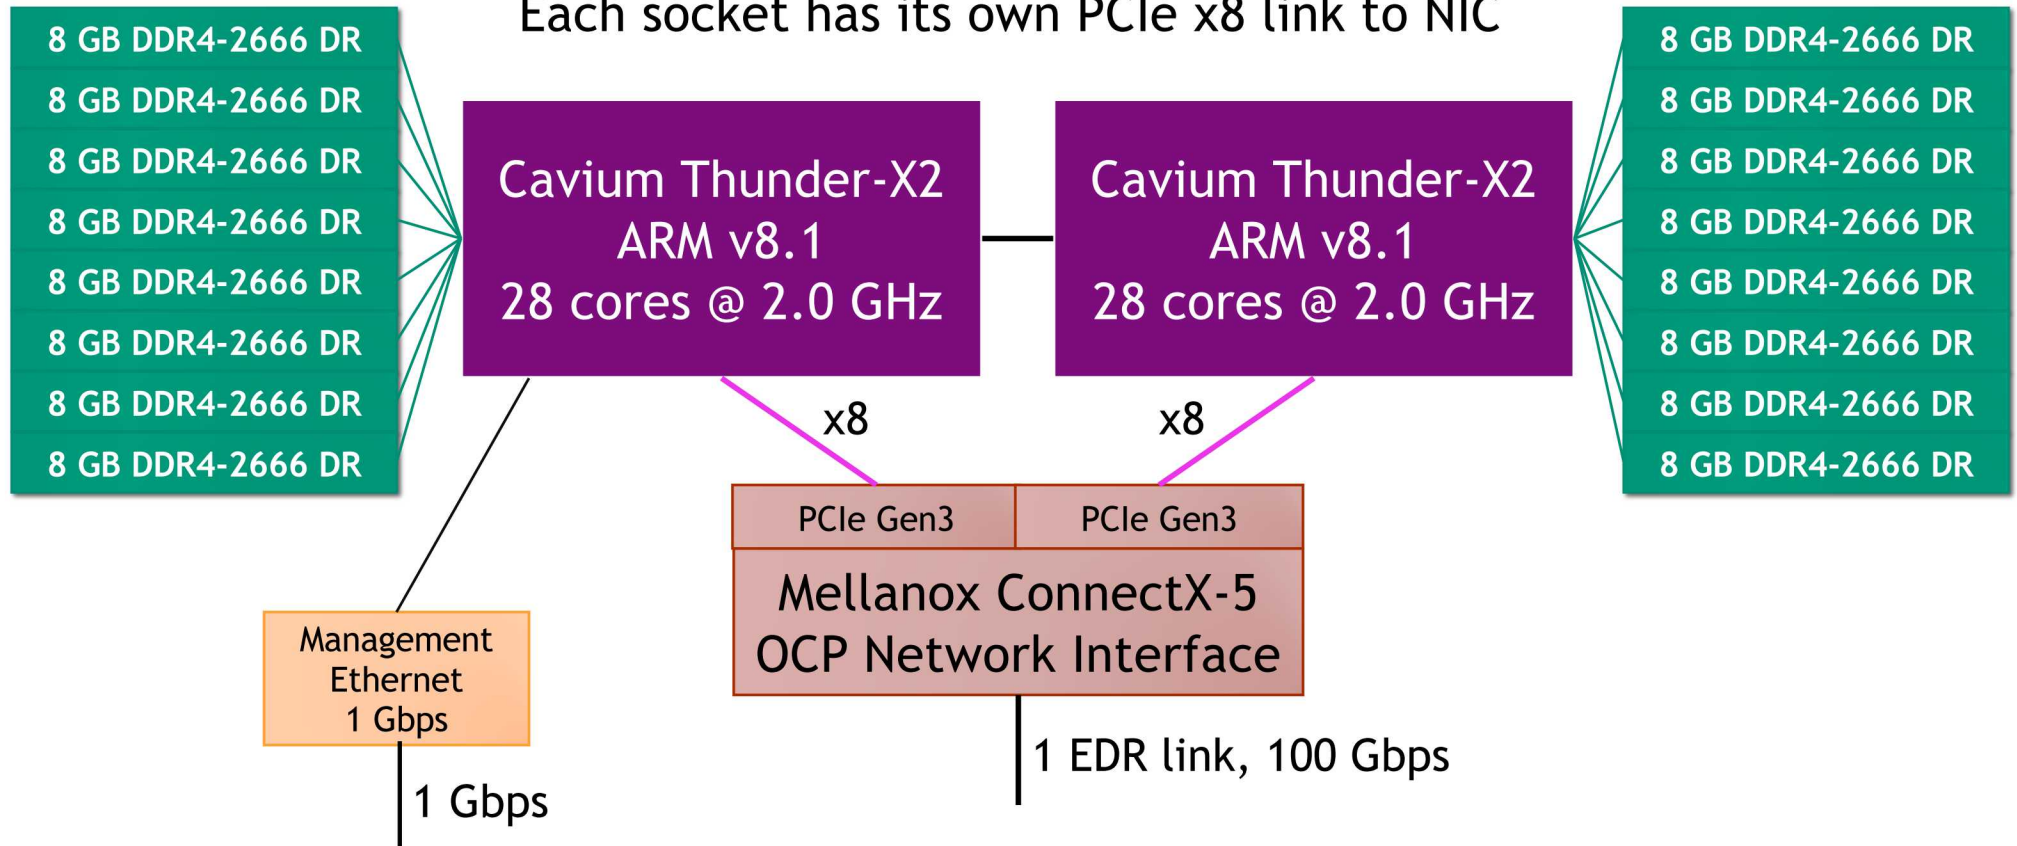 Each socket has its own PCIe x8 link to NIC
8 GB DDR4-2666 DR
8 GB DDR4-2666 DR
8 GB DDR4-2666 DR
8 GB DDR4-2666 DR
8 GB DDR4-2666 DR
8 GB DDR4-2666 DR
8 GB DDR4-2666 DR
8 GB DDR4-2666 DR
Cavium Thunder-X2
ARM v8.1
28 cores @ 2.0 GHz
Cavium Thunder-X2
ARM v8.1
28 cores @ 2.0 GHz
8 GB DDR4-2666 DR
8 GB DDR4-2666 DR
8 GB DDR4-2666 DR
8 GB DDR4-2666 DR
8 GB DDR4-2666 DR
8 GB DDR4-2666 DR
8 GB DDR4-2666 DR
8 GB DDR4-2666 DR
x8
x8
PCIe Gen3
PCIe Gen3
Mellanox ConnectX-5
OCP Network Interface
Management
Ethernet
1 Gbps
1 EDR link, 100 Gbps
1 Gbps